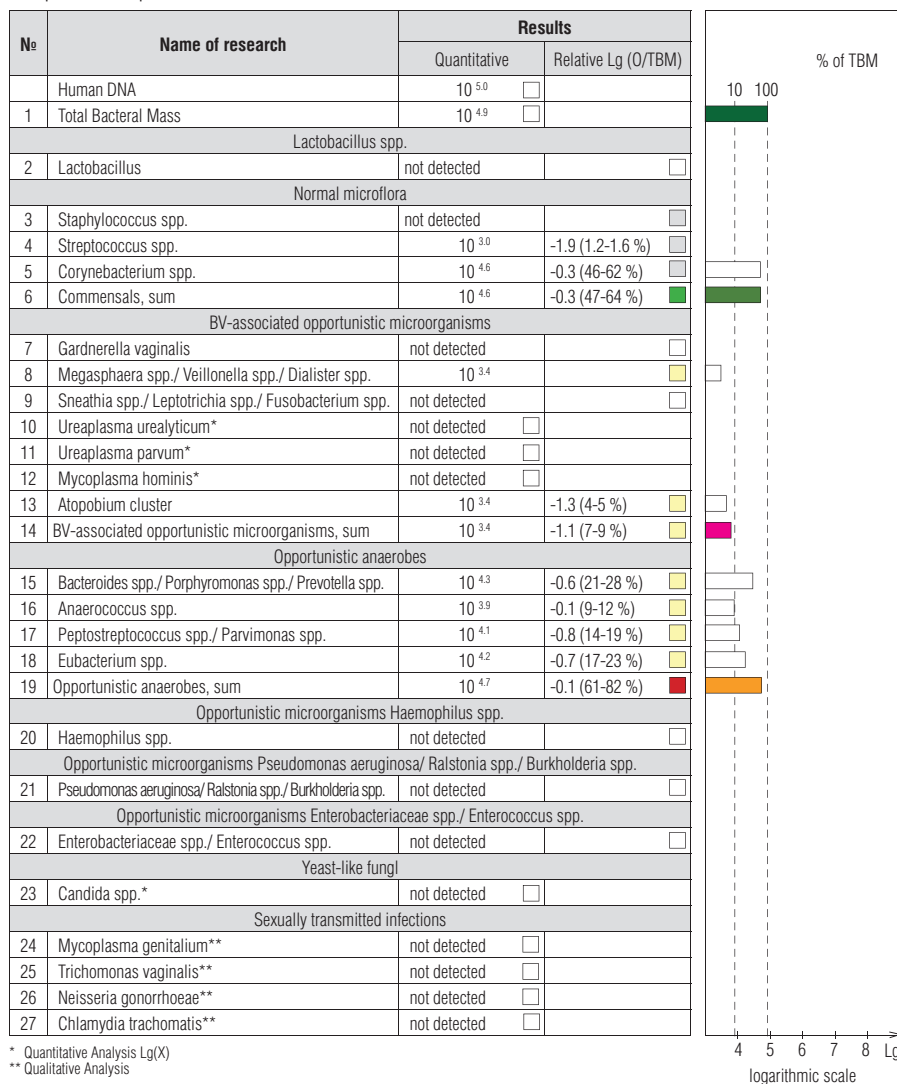 № Name of research Results
Quantitative Relative Lg (O/TBM)
% of TBM
Human DNA 10 5.0
10 100
1 Total Bacteral Mass 10 4.9
Lactobacillus spp.
2 Lactobacillus not detected
Normal microflora
3 Staphylococcus spp. not detected
4 Streptococcus spp. 10 3.0 -1.9 (1.2-1.6 %)
5 Corynebacterium spp. 10 4.6 -0.3 (46-62 %)
6 Commensals, sum 10 4.6 -0.3 (47-64 %)
BV-associated opportunistic microorganisms
7 Gardnerella vaginalis not detected
8 Megasphaera spp./ Veillonella spp./ Dialister spp. 10 3.4
9 Sneathia spp./ Leptotrichia spp./ Fusobacterium spp. not detected
10 Ureaplasma urealyticum* not detected
11 Ureaplasma parvum* not detected
12 Mycoplasma hominis* not detected
13 Atopobium cluster 10 3.4 -1.3 (4-5 %)
14 BV-associated opportunistic microorganisms, sum 10 3.4 -1.1 (7-9 %)
Opportunistic anaerobes
15 Bacteroides spp./ Porphyromonas spp./ Prevotella spp. 10 4.3 -0.6 (21-28 %)
16 Anaerococcus spp. 10 3.9 -0.1 (9-12 %)
17 Peptostreptococcus spp./ Parvimonas spp. 10 4.1 -0.8 (14-19 %)
18 Eubacterium spp. 10 4.2 -0.7 (17-23 %)
19 Opportunistic anaerobes, sum 10 4.7 -0.1 (61-82 %)
Opportunistic microorganisms Haemophilus spp.
20 Haemophilus spp. not detected
Opportunistic microorganisms Pseudomonas aeruginosa/ Ralstonia spp./ Burkholderia spp.
21 Pseudomonas aeruginosa/ Ralstonia spp./ Burkholderia spp. not detected
Opportunistic microorganisms Enterobacteriaceae spp./ Enterococcus spp.
22 Enterobacteriaceae spp./ Enterococcus spp. not detected
Yeast-like fungl
23 Candida spp.* not detected
Sexually transmitted infections
24 Mycoplasma genitalium** not detected
25 Trichomonas vaginalis** not detected
26 Neisseria gonorrhoeae** not detected
27 Chlamydia trachomatis** not detected
4 5 6 7 8 Lg
logarithmic scale
* Quantitative Analysis Lg(X)
** Qualitative Analysis